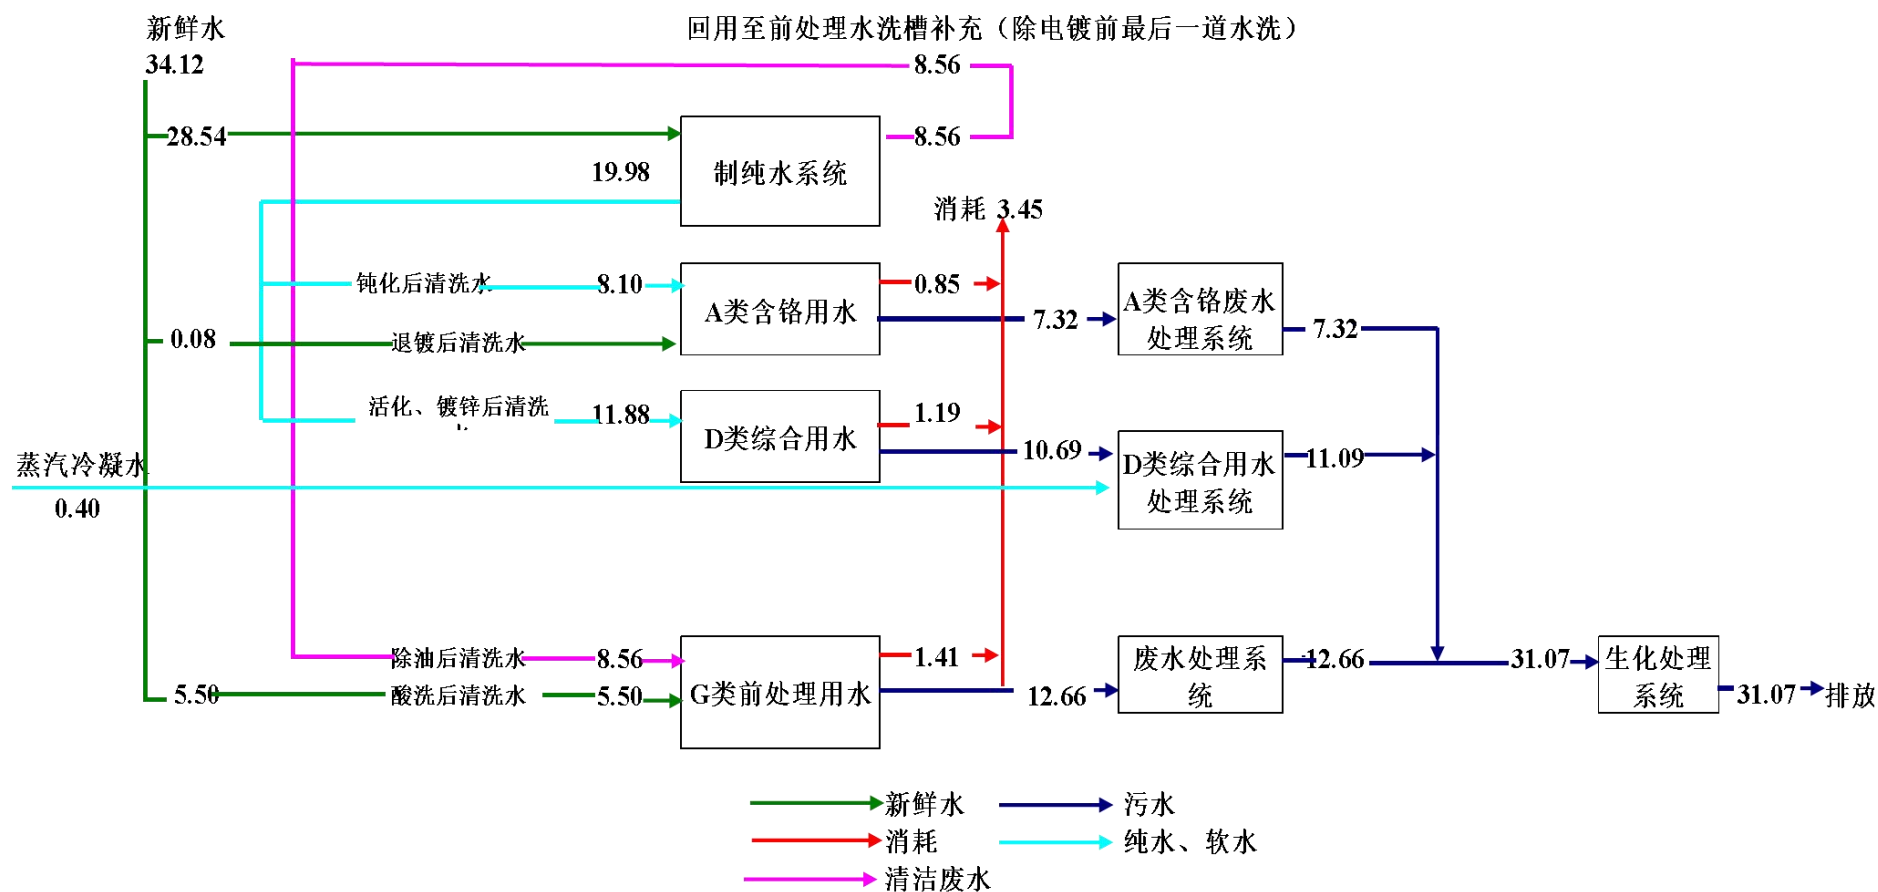 新鲜水
回用至前处理水洗槽补充（除电镀前最后一道水洗）
34.12
8.56
28.54
8.56
制纯水系统
19.98
消耗 3.45
钝化后清洗水
8.10
0.85
A类含铬用水
7.32
A类含铬废水
处理系统
7.32
0.08
退镀后清洗水
活化、镀锌后清洗
11.88
1.19
D类综合用水
10.69
D类综合用水
处理系统
11.09
蒸汽冷凝水
0.40
除油后清洗水
8.56
1.41
废水处理系
统
12.66
31.07
生化处理
系统
5.50
酸洗后清洗水
5.50
G类前处理用水
12.66
31.07
排放
新鲜水
污水
消耗
纯水、软水
清洁废水